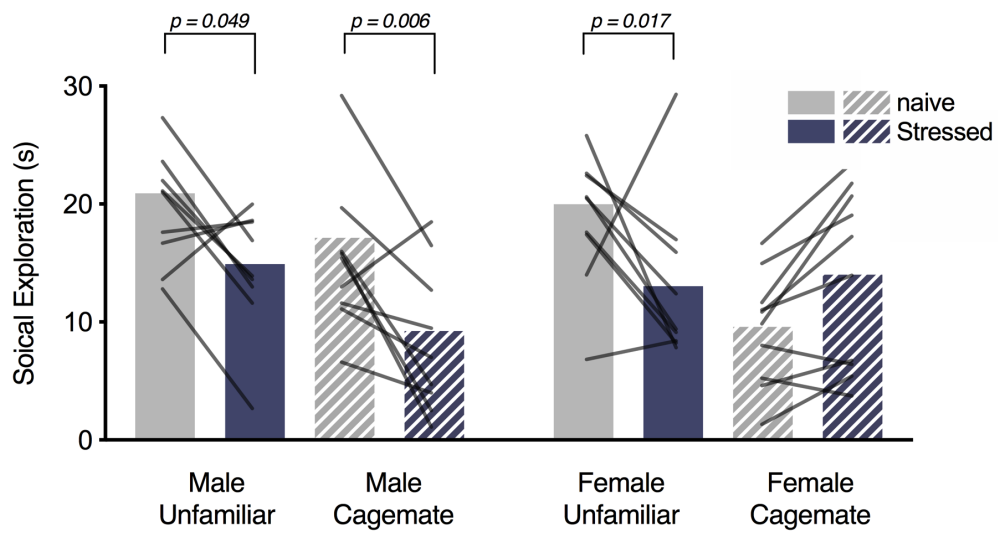 p = 0.049
p = 0.006
p = 0.017
30
20
10
0
Soical Exploration (s)
naive
Stressed
Male
Unfamiliar
Male
Cagemate
Female
Unfamiliar
Female
Cagemate